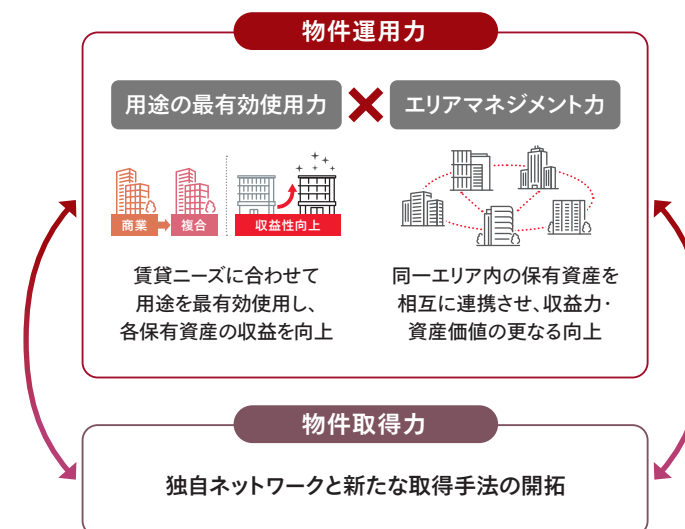 物件運用力
用途の最有効使用力
エリアマネジメント力
商業
複合
収益性向上
賃貸ニーズに合わせて
用途を最有効使用し、
各保有資産の収益を向上
同一エリア内の保有資産を
相互に連携させ、収益力・
資産価値の更なる向上
物件取得力
独自ネットワークと新たな取得手法の開拓